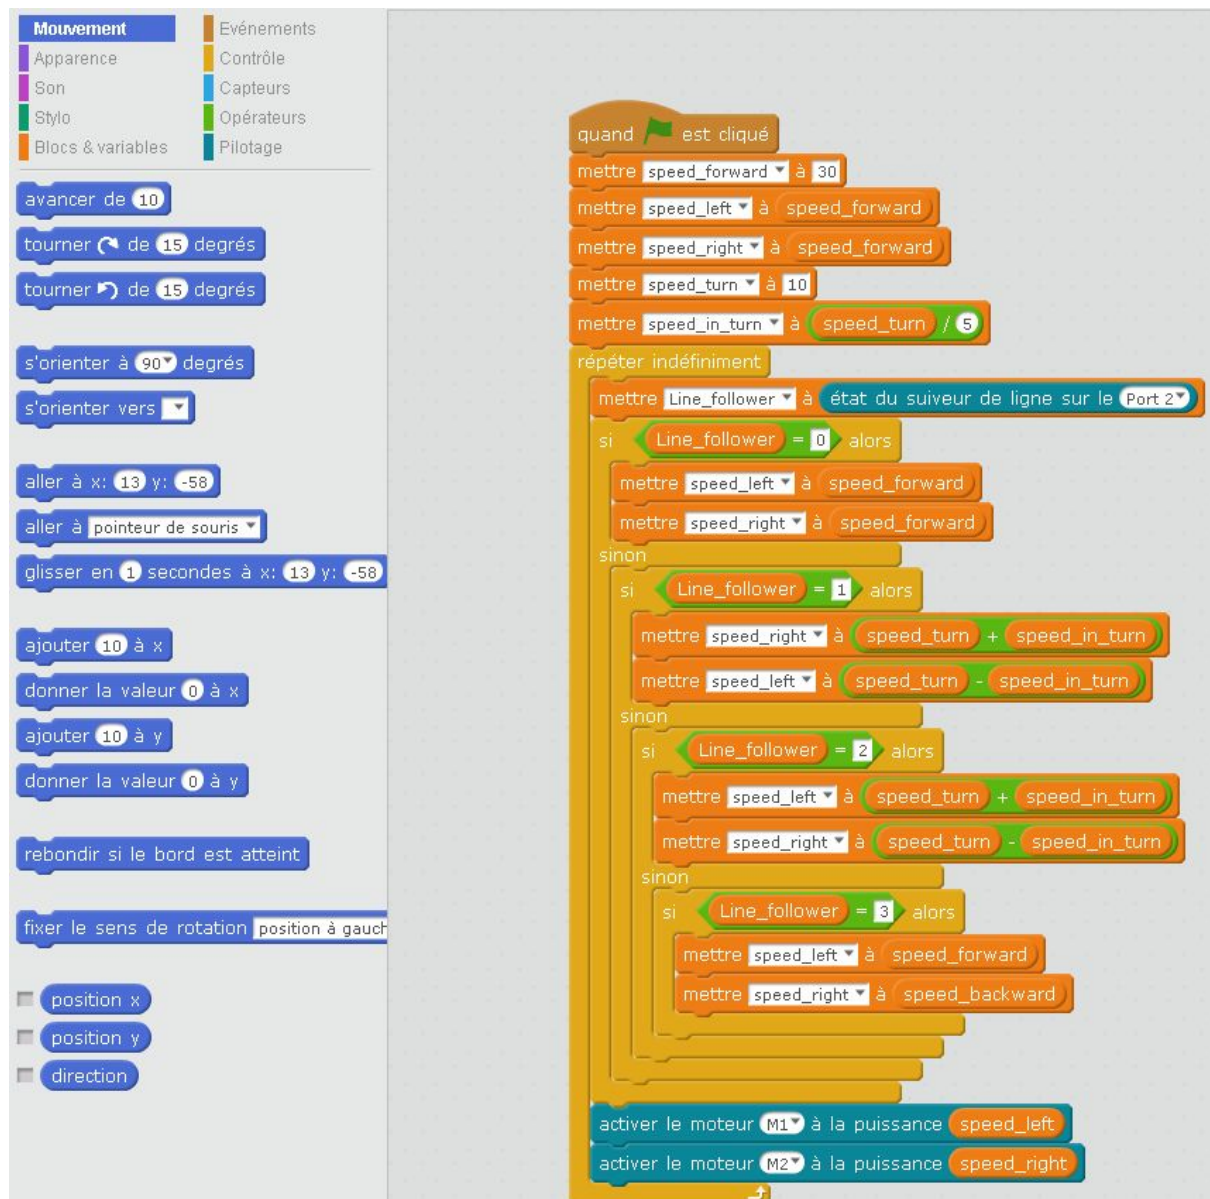 Mouvement
Evénements
Apparence
Contrôle
Son
Capteurs
Stylo
Opérateurs
Blocs & variables
Pilotage
avancer de 10
tourner de 15 degrés
tourner de 15 degrés
s'orienter à 90 degrés
s'orienter vers
aller à x: 13 y: -58
aller à pointeur de souris
glisser en 1 secondes à x: 13 y: -58
ajouter 10 à x
donner la valeur 0 à x
ajouter 10 à y
donner la valeur 0 à y
rebondir si le bord est atteint
fixer le sens de rotation position à gauch
position x
position y
direction
quand est cliqué
mettre speed_forward à 30
mettre speed_left à speed_forward
mettre speed_right à speed_forward
mettre speed_turn à 10
mettre speed_in_turn à speed_turn / 5
répéter indéfiniment
mettre Line_follower à état du suiveur de ligne sur le Port 2
si Line_follower = 0 alors
mettre speed_left à speed_forward
mettre speed_right à speed_forward
sinon
si Line_follower = 1 alors
mettre speed_right à speed_turn + speed_in_turn
mettre speed_left à speed_turn - speed_in_turn
sinon
si Line_follower = 2 alors
mettre speed_left à speed_turn + speed_in_turn
mettre speed_right à speed_turn - speed_in_turn
sinon
si Line_follower = 3 alors
mettre speed_left à speed_forward
mettre speed_right à speed_backward
activer le moteur M1 à la puissance speed_left
activer le moteur M2 à la puissance speed_right